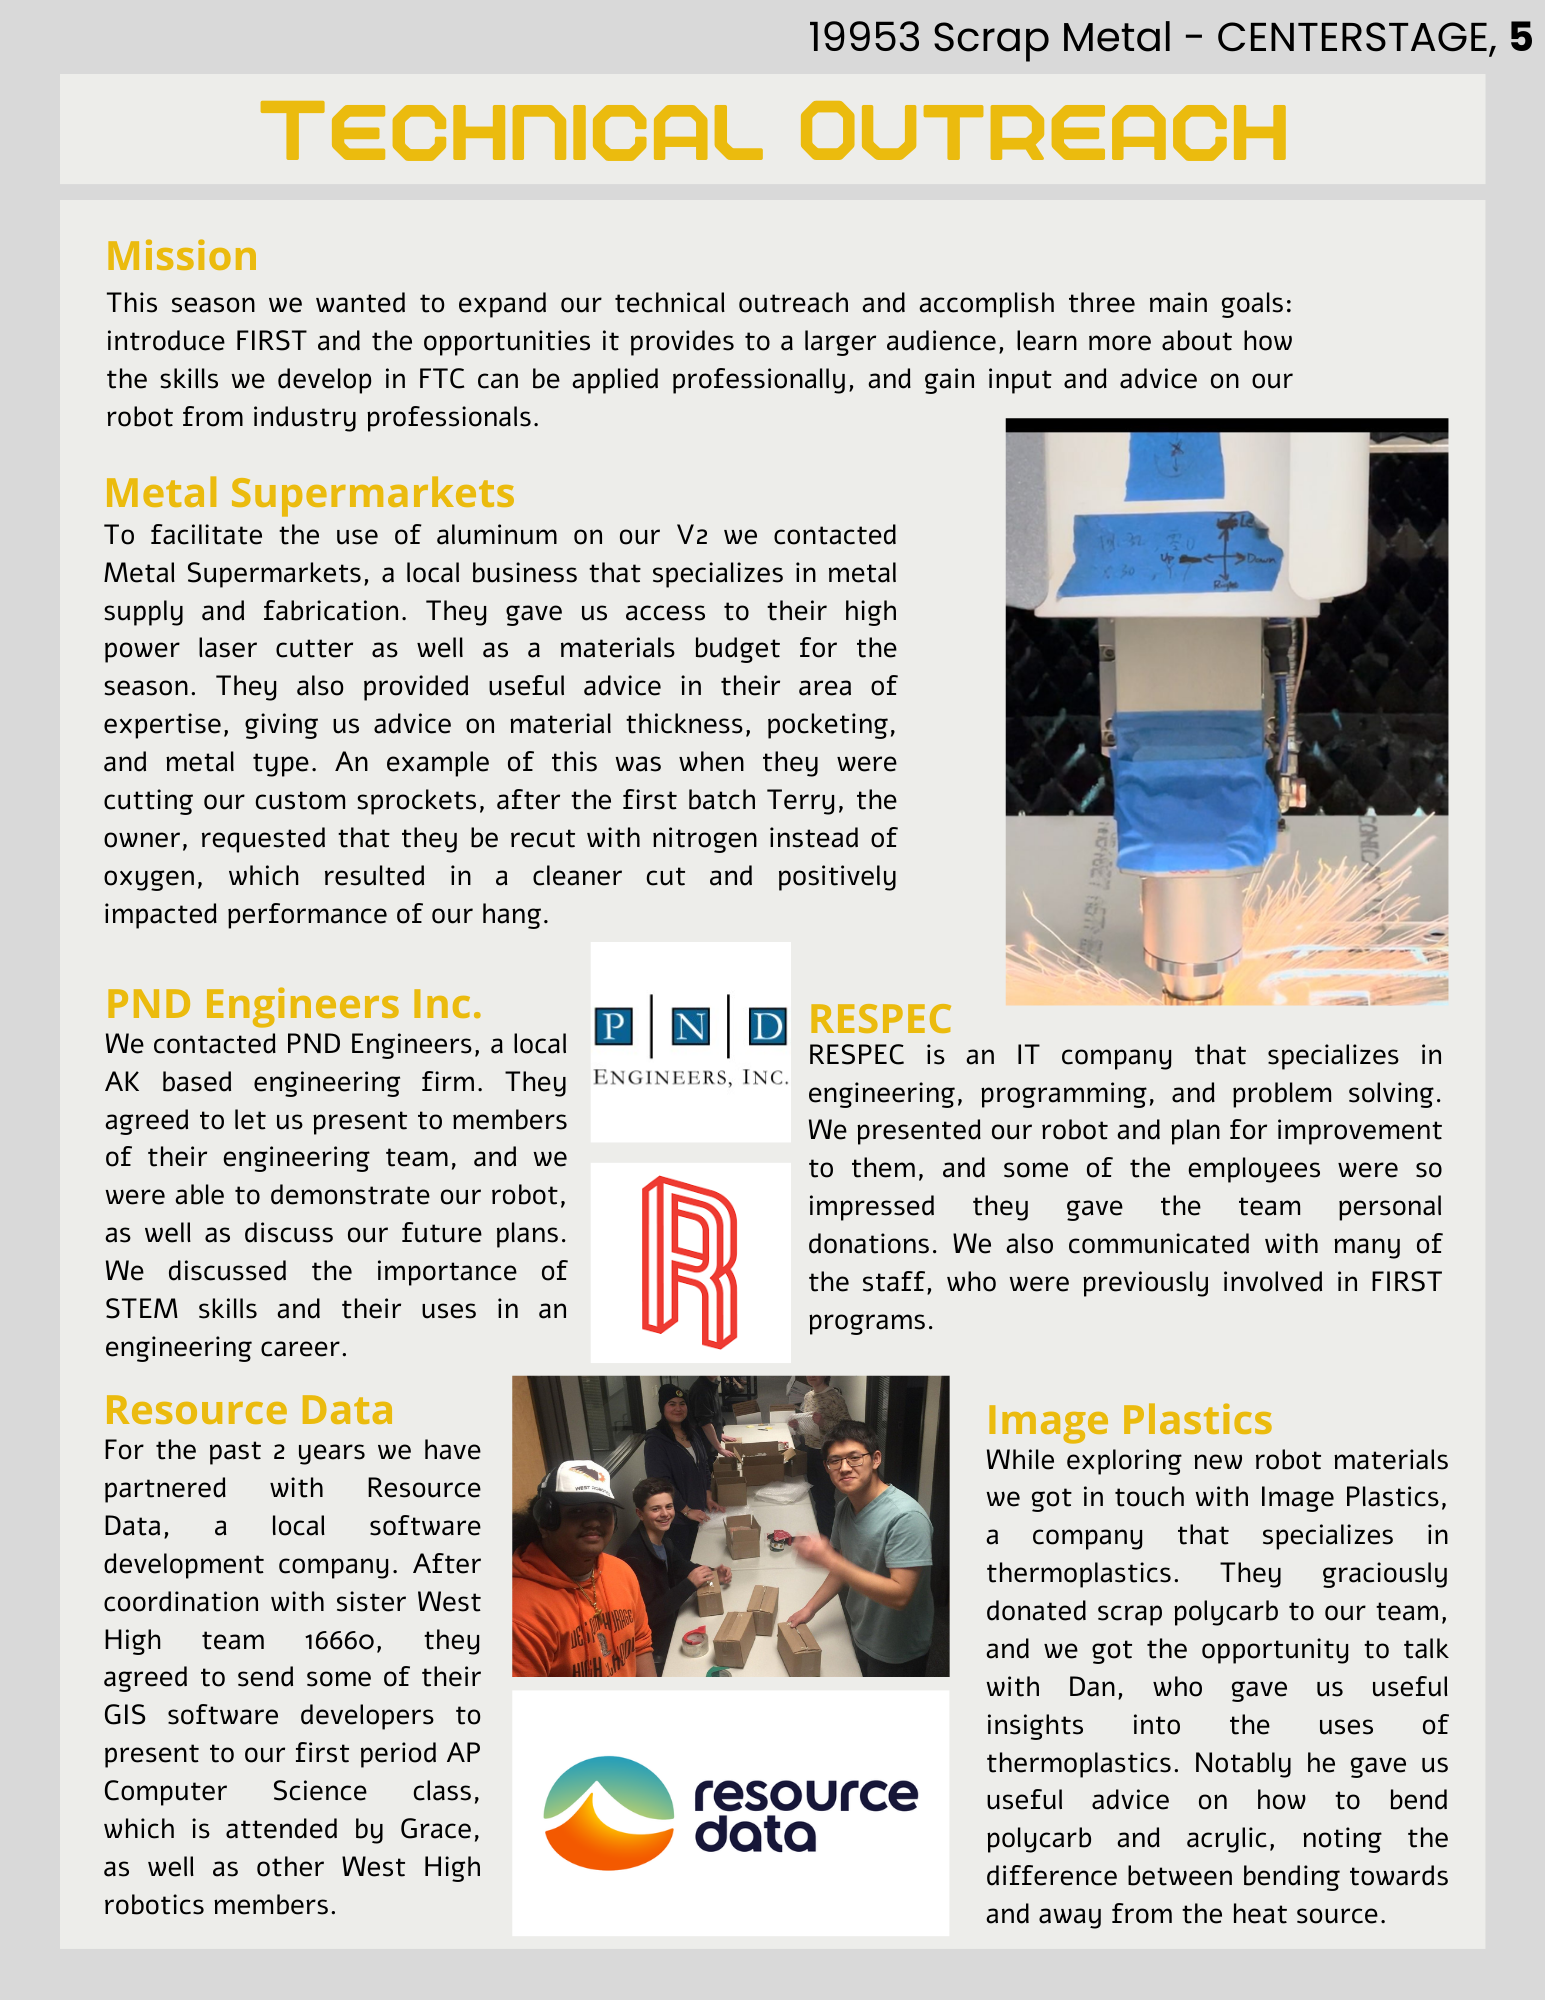 19953 Scrap Metal - CENTERSTAGE, 5
TECHNICAL OUTREACH
Mission
This season we wanted to expand our technical outreach and accomplish three main goals:
introduce FIRST and the opportunities it provides to a larger audience, learn more about how
the skills we develop in FTC can be applied professionally, and gain input and advice on our
robot from industry professionals.
Metal Supermarkets
To facilitate the use of aluminum on our V2 we contacted
Metal Supermarkets, a local business that specializes in metal
supply and fabrication. They gave us access to their high
power laser cutter as well as a materials budget for the
season. They also provided useful advice in their area of
expertise, giving us advice on material thickness, pocketing,
and metal type. An example of this was when they were
cutting our custom sprockets, after the first batch Terry, the
owner, requested that they be recut with nitrogen instead of
oxygen, which resulted in a cleaner cut and positively
impacted performance of our hang.
Up
Down
Right
PND Engineers Inc.
We contacted PND Engineers, a local
AK based engineering firm. They
agreed to let us present to members
of their engineering team, and we
were able to demonstrate our robot,
as well as discuss our future plans.
We discussed the importance of
STEM skills and their uses in an
engineering career.
P N D
ENGINEERS, INC.
R
RESPEC
RESPEC is an IT company that specializes in
engineering, programming, and problem solving.
We presented our robot and plan for improvement
to them, and some of the employees were so
impressed they gave the team personal
donations. We also communicated with many of
the staff, who were previously involved in FIRST
programs.
Resource Data
For the past 2 years we have
partnered with Resource
Data, a local software
development company. After
coordination with sister West
High team 16660, they
agreed to send some of their
GIS software developers to
present to our first period AP
Computer Science class,
which is attended by Grace,
as well as other West High
robotics members.
resource
data
Image Plastics
While exploring new robot materials
we got in touch with Image Plastics,
a company that specializes in
thermoplastics. They graciously
donated scrap polycarb to our team,
and we got the opportunity to talk
with Dan, who gave us useful
insights into the uses of
thermoplastics. Notably he gave us
useful advice on how to bend
polycarb and acrylic, noting the
difference between bending towards
and away from the heat source.